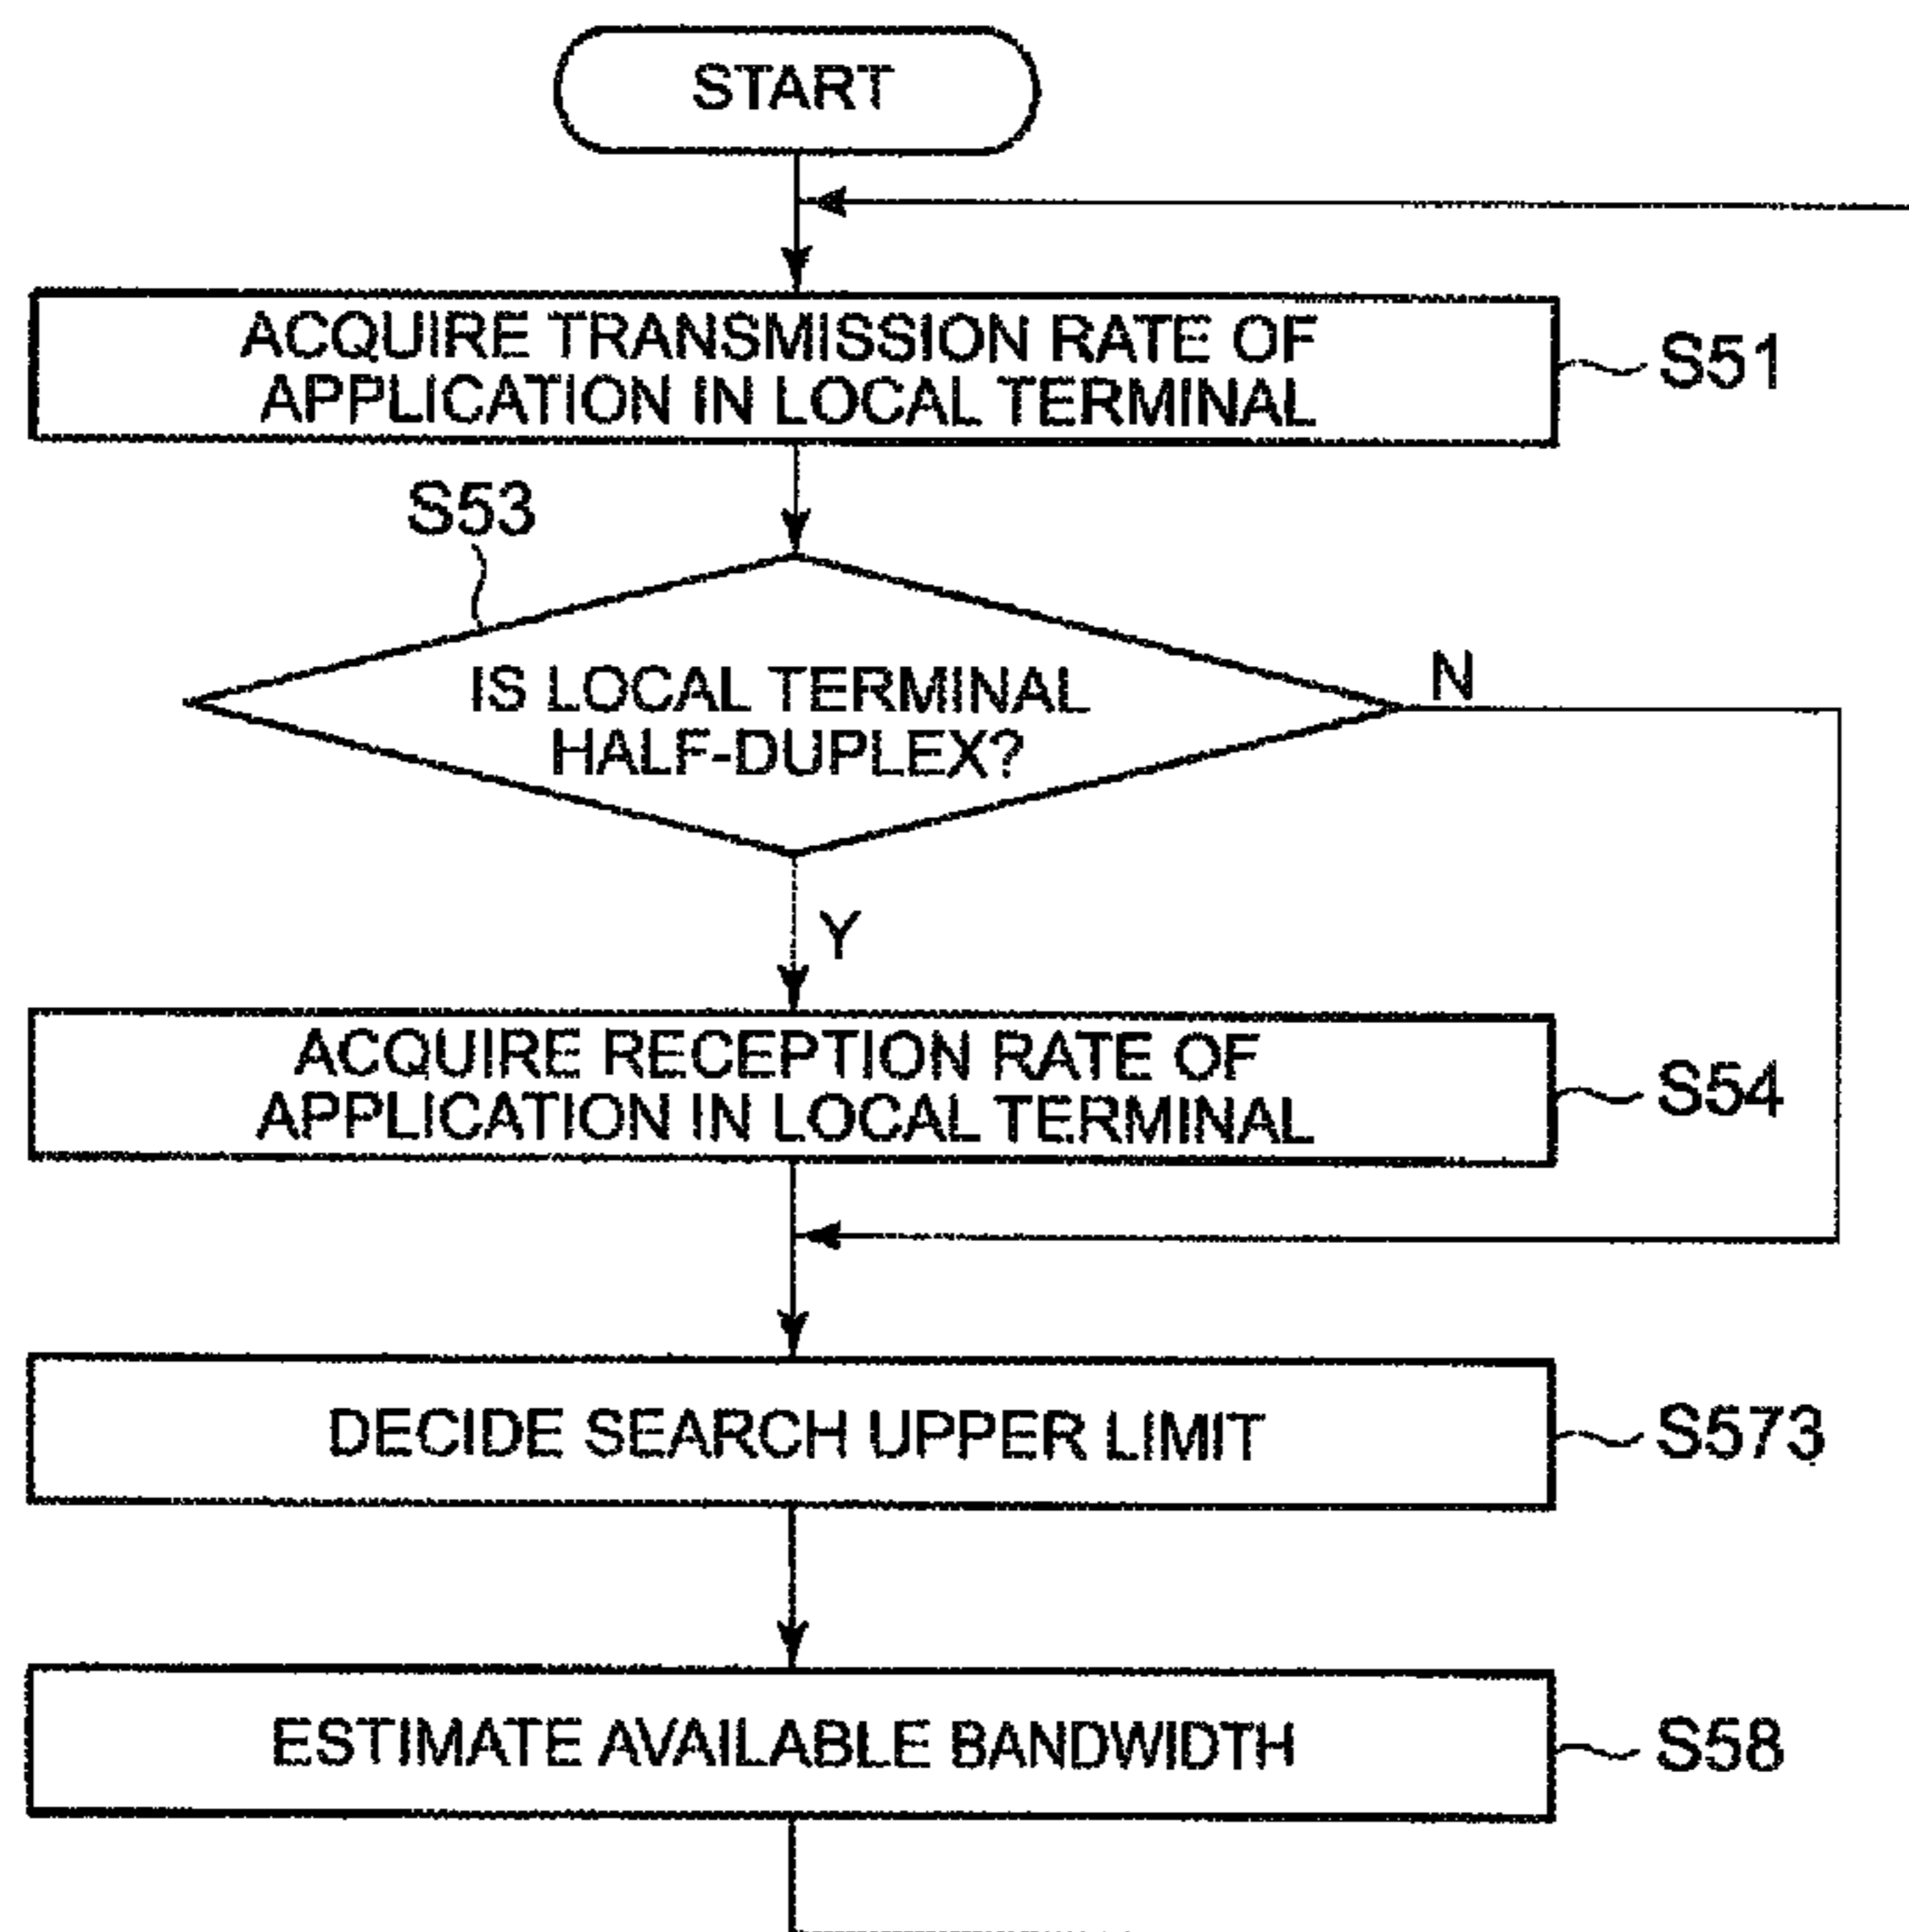 START
ACQUIRE TRANSMISSION RATE OF
APPLICATION IN LOCAL TERMINAL
S51
S53
IS LOCAL TERMINAL
HALF-DUPLEX?
N
Y
ACQUIRE RECEPTION RATE OF
APPLICATION IN LOCAL TERMINAL
S54
DECIDE SEARCH UPPER LIMIT
S573
ESTIMATE AVAILABLE BANDWIDTH
S58